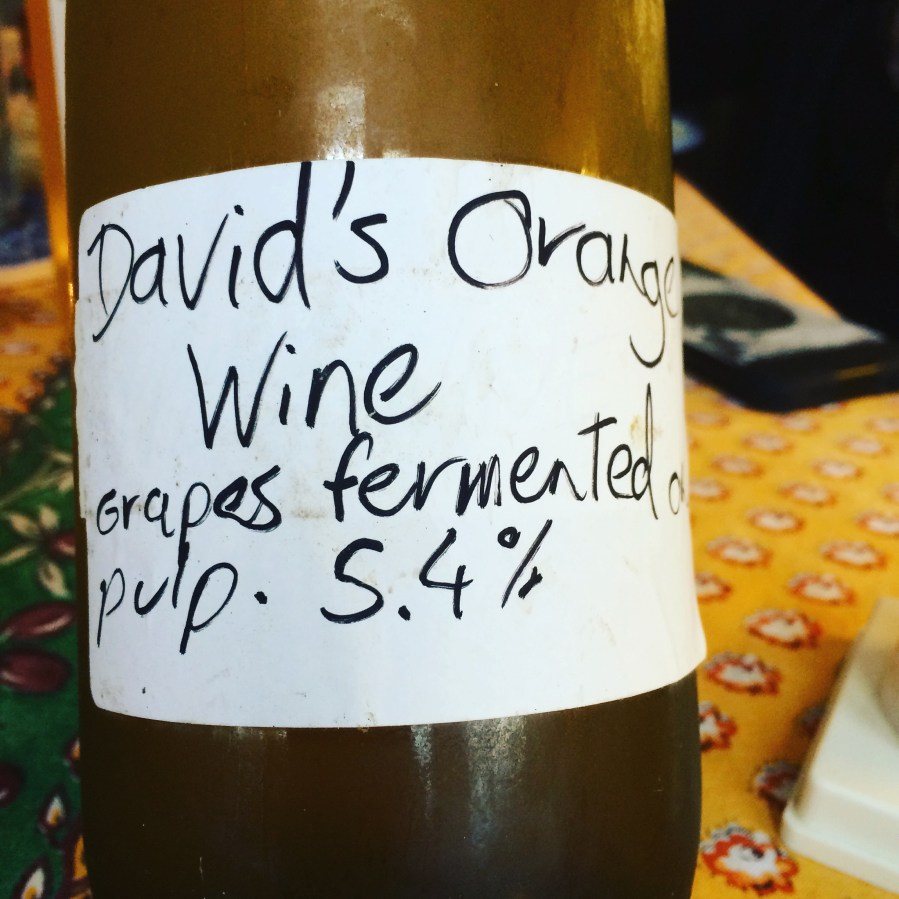 David's Orange
Wine
Grapes fermented
pulp. 5.4%